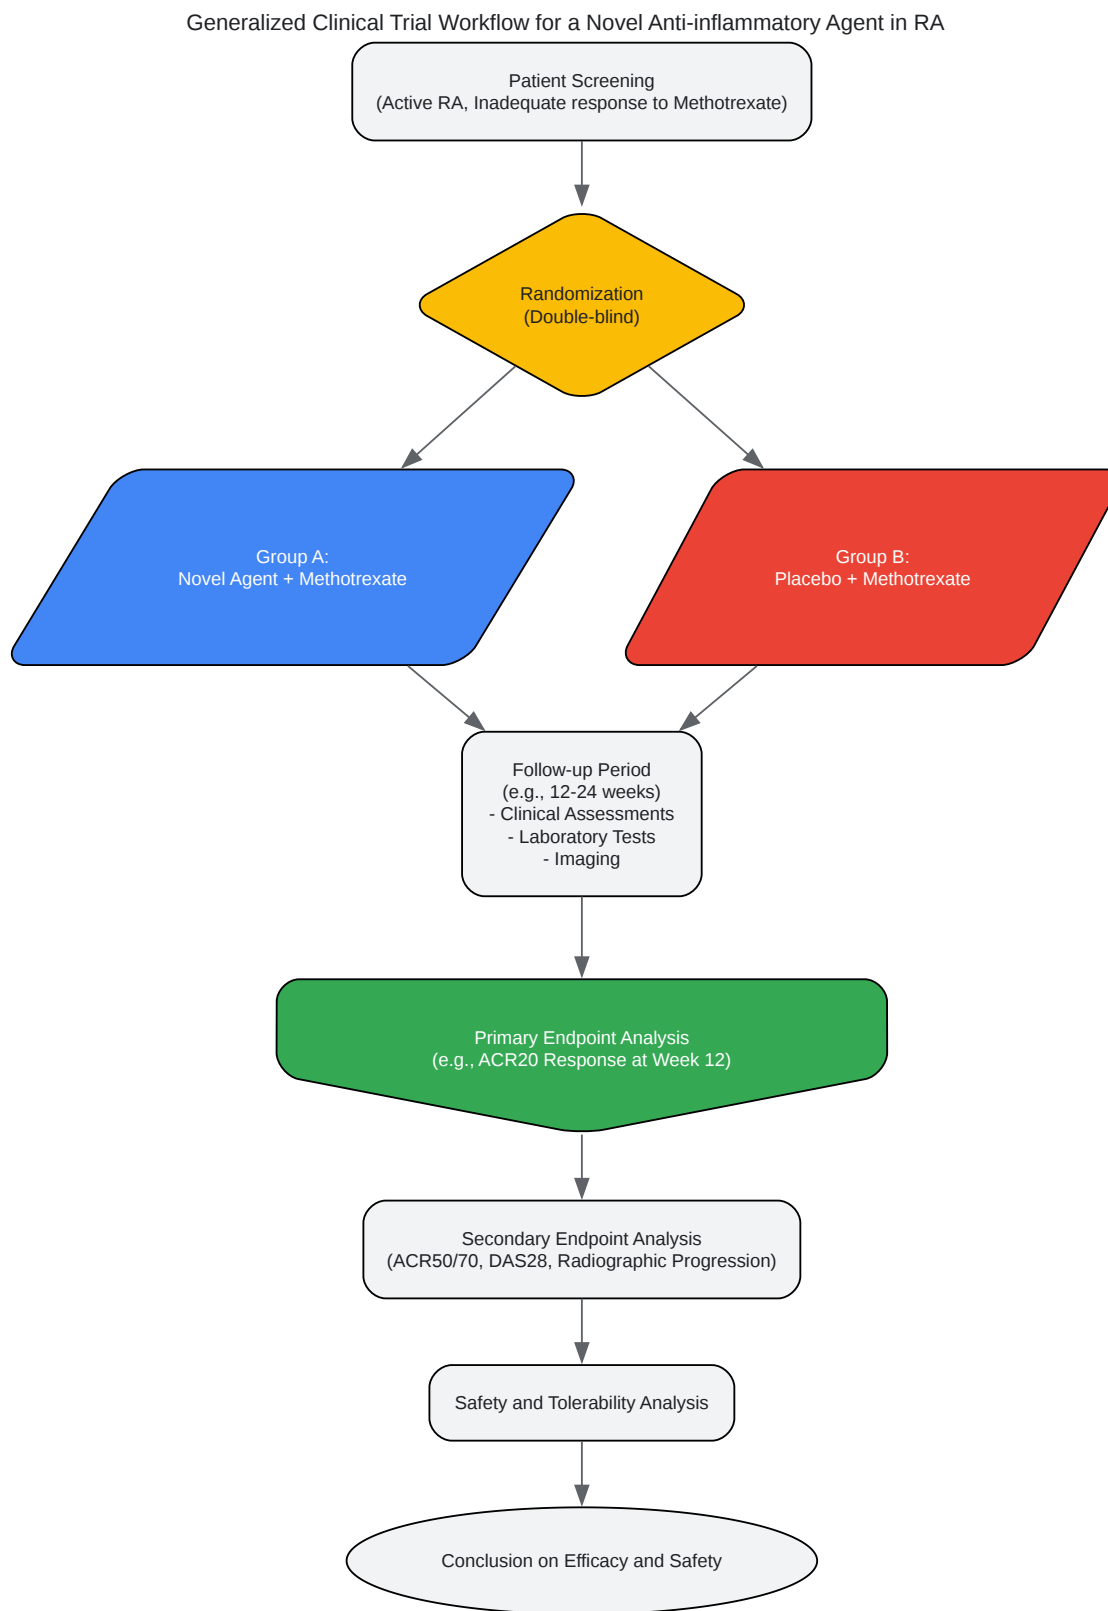 Generalized Clinical Trial Workflow for a Novel Anti-inflammatory Agent in RA
Patient Screening
(Active RA, Inadequate response to Methotrexate)
Randomization
(Double-blind)
Group A:
Novel Agent + Methotrexate
Group B:
Placebo + Methotrexate
Follow-up Period
(e.g., 12-24 weeks)
- Clinical Assessments
- Laboratory Tests
- Imaging
Primary Endpoint Analysis
(e.g., ACR20 Response at Week 12)
Secondary Endpoint Analysis
(ACR50/70, DAS28, Radiographic Progression)
Safety and Tolerability Analysis
Conclusion on Efficacy and Safety